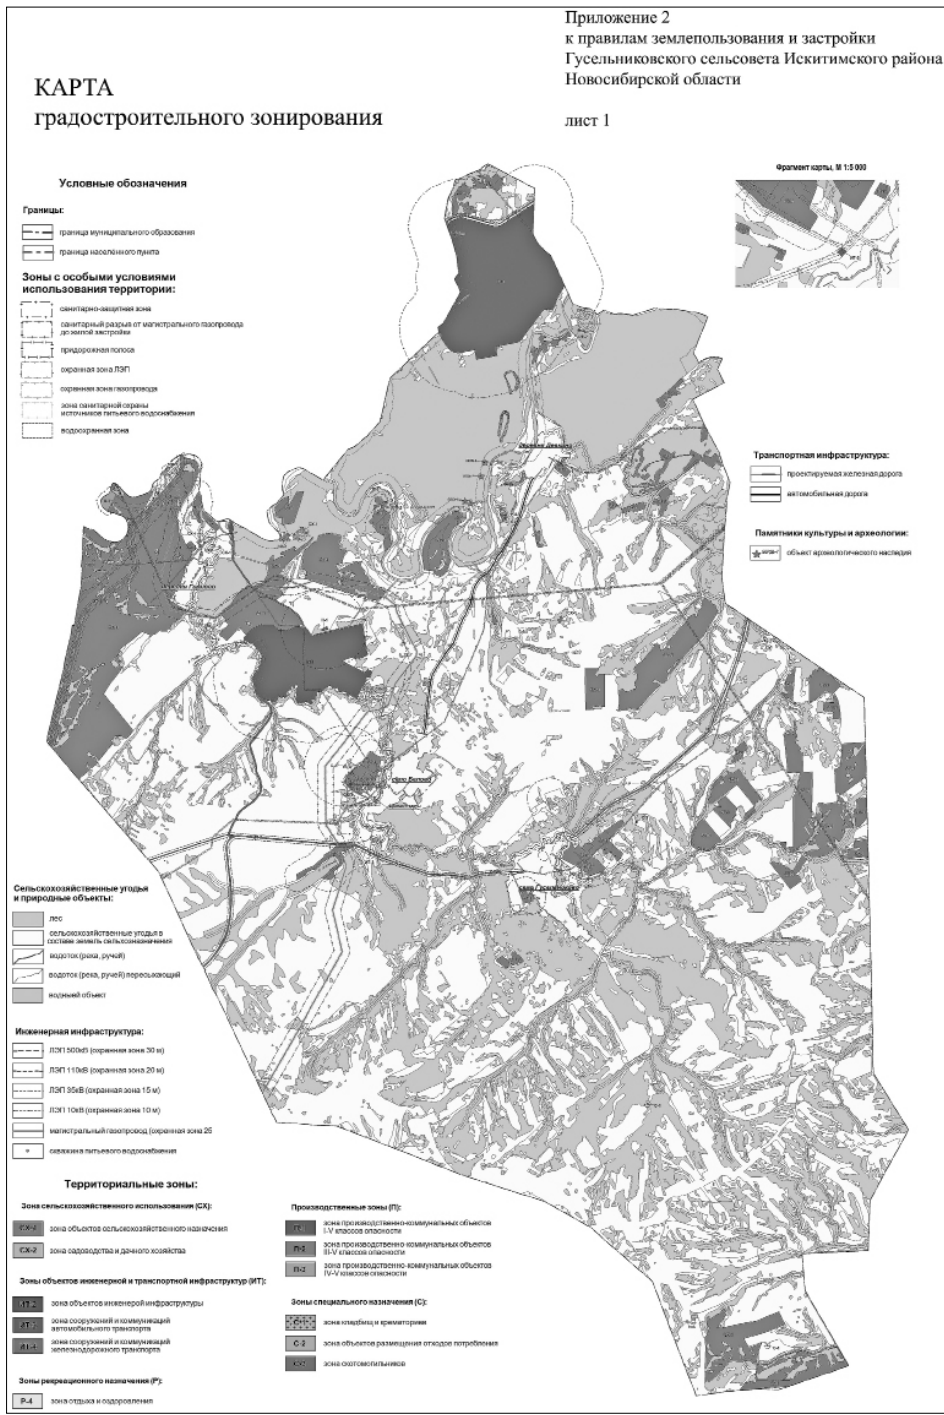 Приложение 2
к правилам землепользования и застройки
Гусельниковского сельсовета Искитимского района
Новосибирской области
лист 1
КАРТА
градостроительного зонирования
Фрагмент карты, М 1:5 000
Условные обозначения
Границы:
граница муниципального образования
граница населенного пункта
Зоны с особыми условиями
использования территории:
санитарно-защитная зона
санитарный разрыв от магистрального газопровода
до жилой застройки
придорожная полоса
охранная зона ЛЭП
охранная зона газопровода
зона санитарной охраны
источников питьевого водоснабжения
водоохранная зона
Транспортная инфраструктура:
проектируемая железная дорога
автомобильная дорога
Памятники культуры и археологии:
объект археологического наследия
село Белово
село Гусельниково
Сельскохозяйственные угодья
и природные объекты:
лес
сельскохозяйственные угодья в
составе земель сельхозназначения
водоток (река, ручей)
водоток (река, ручей) пересыхающий
водный объект
Инженерная инфраструктура:
ЛЭП 500кВ (охранная зона 30 м)
ЛЭП 110кВ (охранная зона 20 м)
ЛЭП 35кВ (охранная зона 15 м)
ЛЭП 10кВ (охранная зона 10 м)
магистральный газопровод (охранная зона 25
скважина питьевого водоснабжения
Территориальные зоны:
Зона сельскохозяйственного использования (СХ):
СХ-2 зона объектов сельскохозяйственного назначения
СХ-2 зона садоводства и дачного хозяйства
Зоны объектов инженерной и транспортной инфраструктур (ИТ):
зона объектов инженерой инфраструктуры
зона сооружений и коммуникаций
автомобильного транспорта
зона сооружений и коммуникаций
железнодорожного транспорта
Зоны рекреационного назначения (Р):
Р-4 зона отдыха и оздоровления
Производственные зоны (П):
зона производственно-коммунальных объектов
I-V классов опасности
П-2 зона производственно-коммунальных объектов
III-V классов опасности
зона производственно-коммунальных объектов
IV-V классов опасности
Зоны специального назначения (С):
С-1 зона кладбищ и крематориев
С-2 зона объектов размещения отходов потребления
зона скотомогильников